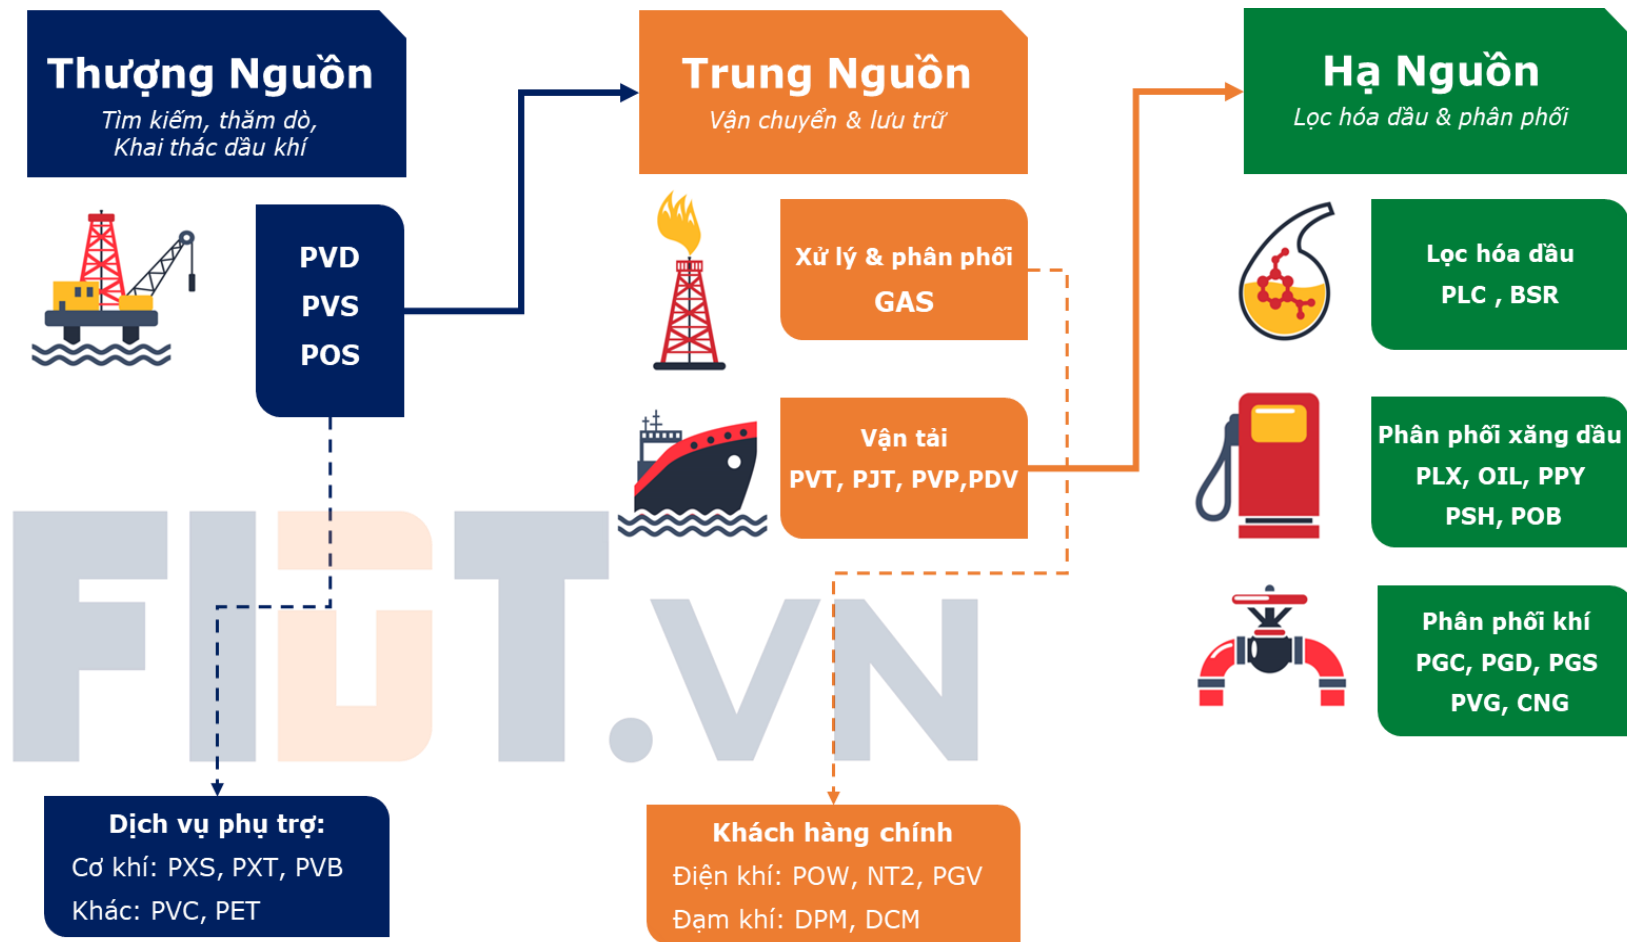 Thượng Nguồn
Tìm kiếm, thăm dò,
Khai thác dầu khí
PVD
PVS
POS
Dịch vụ phụ trợ:
Cơ khí: PXS, PXT, PVB
Khác: PVC, PET
Trung Nguồn
Vận chuyển & lưu trữ
Xử lý & phân phối
GAS
Vận tải
PVT, PJT, PVP,PDV
Khách hàng chính
Điện khí: POW, NT2, PGV
Đạm khí: DPM, DCM
Hạ Nguồn
Lọc hóa dầu & phân phối
Lọc hóa dầu
PLC , BSR
Phân phối xăng dầu
PLX, OIL, PPY
PSH, POB
Phân phối khí
PGC, PGD, PGS
PVG, CNG
FIDT.VN